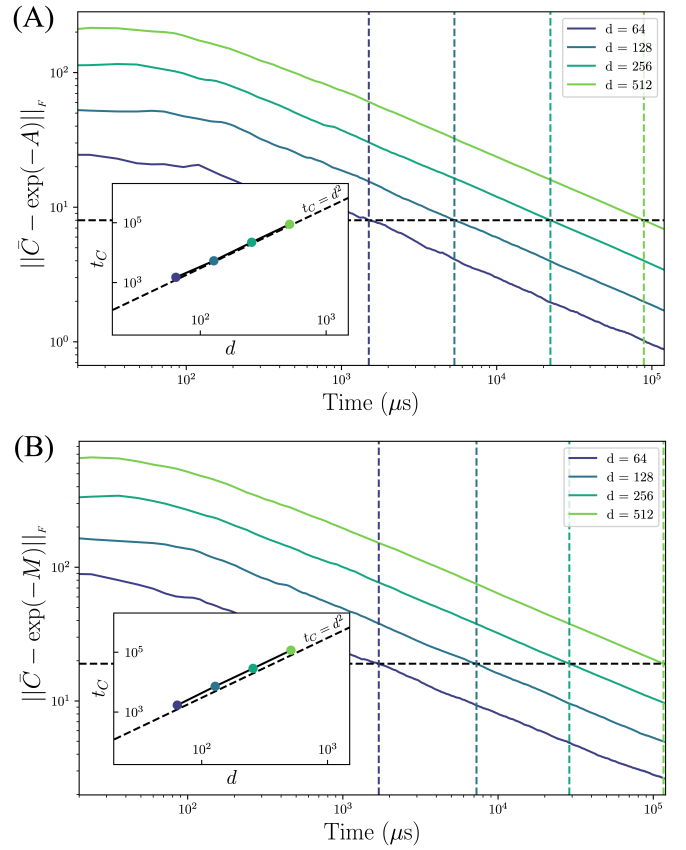 (A)
d = 64
d = 128
d = 256
d = 512
||C̄ − exp(−A)||_F
10²
10¹
10⁰
t_C = d²
t_C
10⁵
10³
10²
10³
d
10²
10³
10⁴
10⁵
Time (μs)
(B)
d = 64
d = 128
d = 256
d = 512
||C̄ − exp(−M)||_F
10²
10¹
t_C = d²
t_C
10⁵
10³
10²
10³
d
10²
10³
10⁴
10⁵
Time (μs)